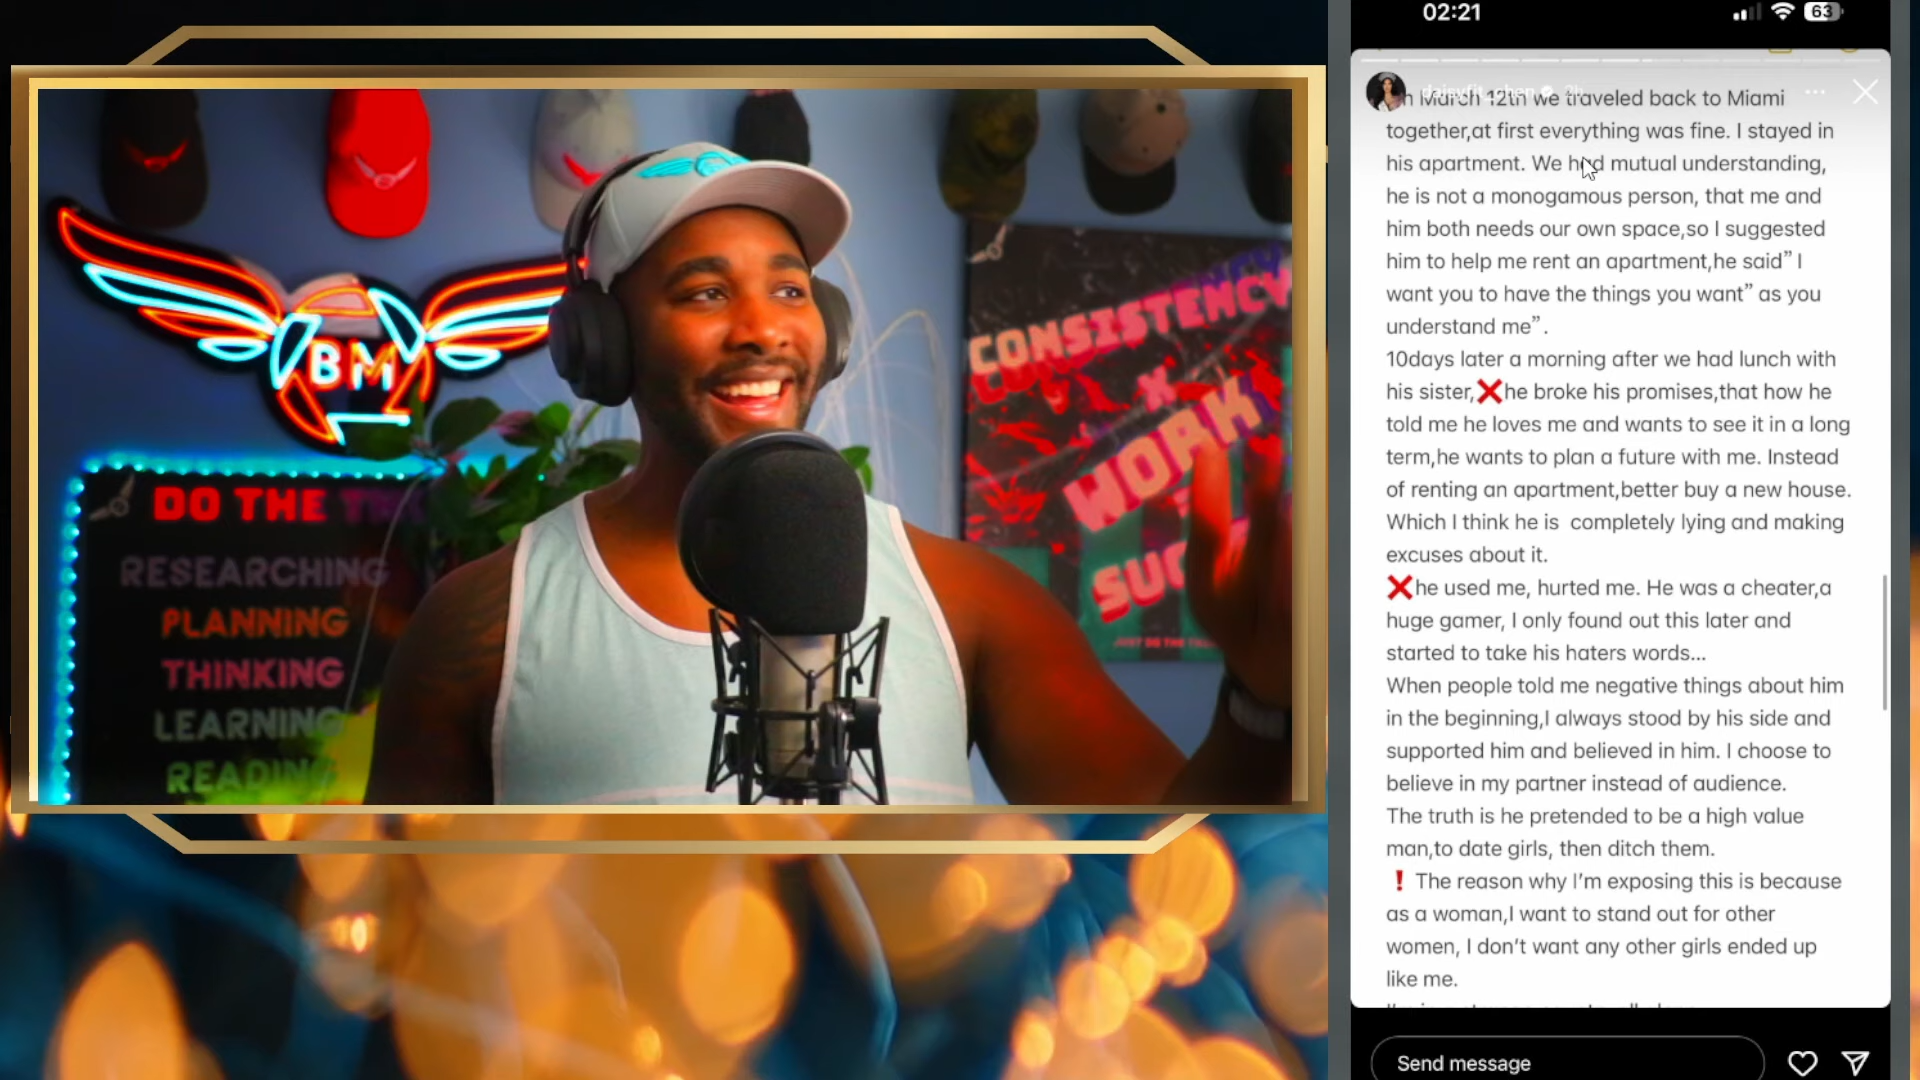 BM
DO THE
RESEARCHING
PLANNING
THINKING
LEARNING
READING
CONSISTENCY
X
WORK
02:21
63
March 12th we traveled back to Miami
together,at first everything was fine. I stayed in
his apartment. We had mutual understanding,
he is not a monogamous person, that me and
him both needs our own space,so I suggested
him to help me rent an apartment,he said” I
want you to have the things you want” as you
understand me”.
10days later a morning after we had lunch with
his sister,❌he broke his promises,that how he
told me he loves me and wants to see it in a long
term,he wants to plan a future with me. Instead
of renting an apartment,better buy a new house.
Which I think he is completely lying and making
excuses about it.
❌he used me, hurted me. He was a cheater,a
huge gamer, I only found out this later and
started to take his haters words...
When people told me negative things about him
in the beginning,I always stood by his side and
supported him and believed in him. I choose to
believe in my partner instead of audience.
The truth is he pretended to be a high value
man,to date girls, then ditch them.
❗ The reason why I’m exposing this is because
as a woman,I want to stand out for other
women, I don’t want any other girls ended up
like me.
Send message